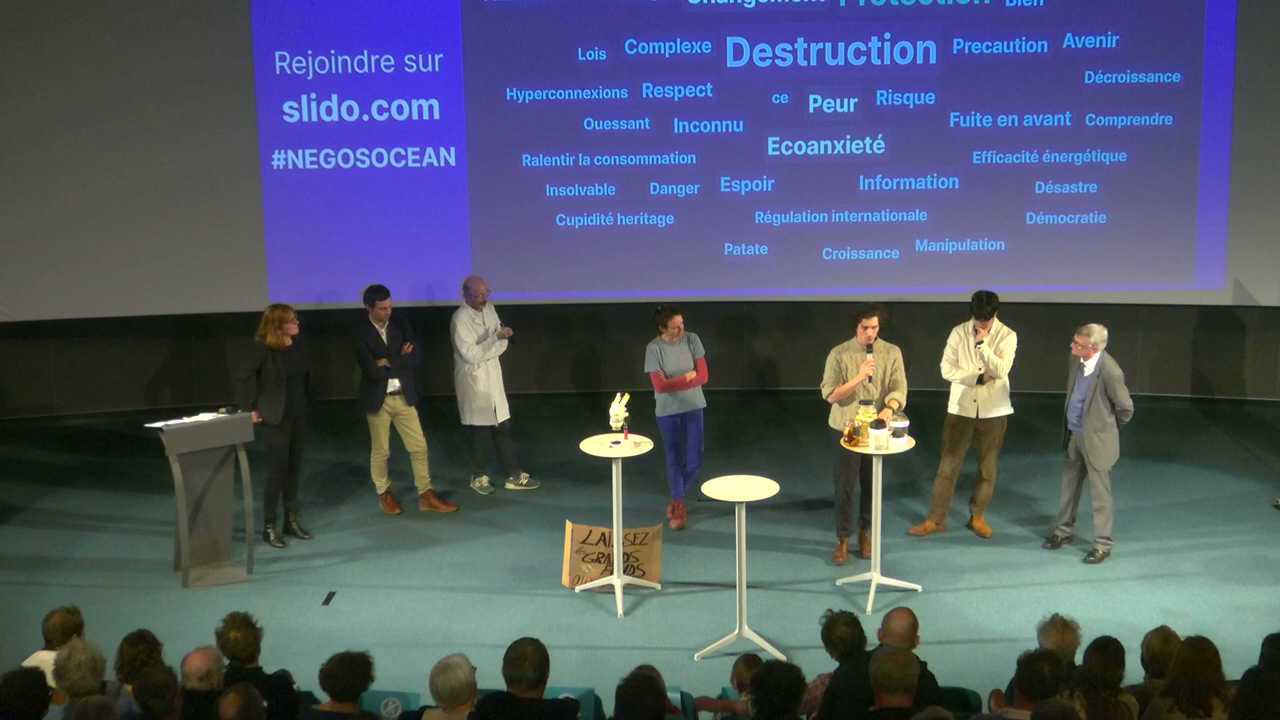 Rejoindre sur
slido.com
#NEGOSOCEAN
Changement Protection Bien
Lois Complexe Destruction Precaution Avenir
Décroissance
Hyperconnexions Respect ce Peur Risque
Ouessant Inconnu Fuite en avant Comprendre
Ecoanxieté
Ralentir la consommation Efficacité énergétique
Insolvable Danger Espoir Information Désastre
Cupidité heritage Régulation internationale Démocratie
Patate Croissance Manipulation
LAISSEZ
GRANDS